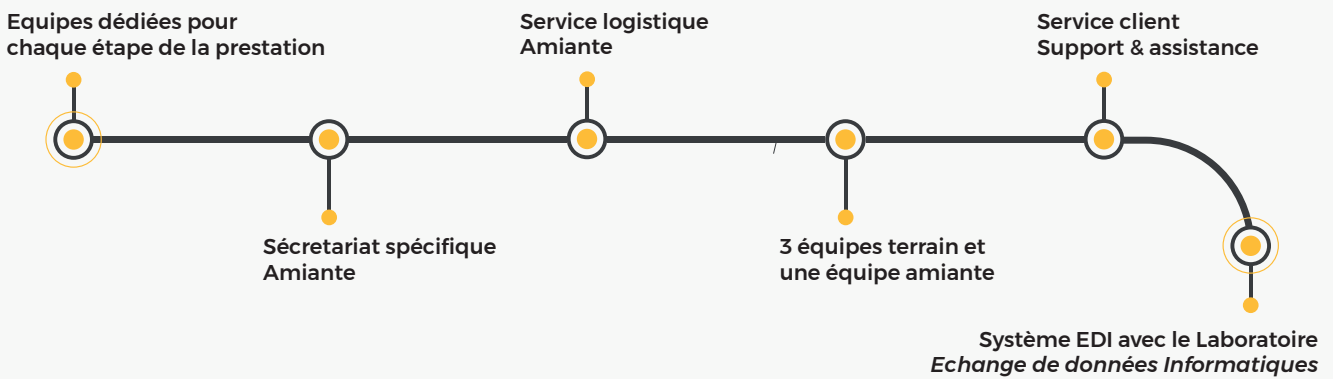 Equipes dédiées pour
chaque étape de la prestation
Sécretariat spécifique
Amiante
Service logistique
Amiante
3 équipes terrain et
une équipe amiante
Service client
Support & assistance
Système EDI avec le Laboratoire
Echange de données Informatiques